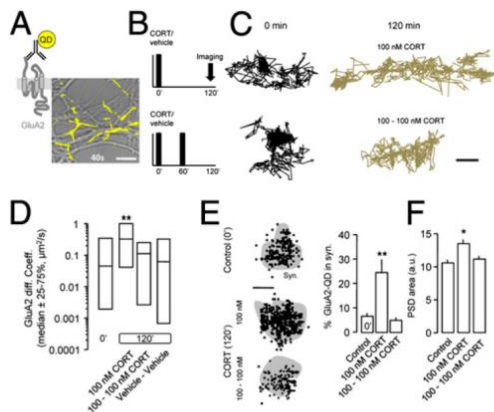 A
QD
GluA2
40s
B
CORT/
vehicle
Imaging
0'
120'
CORT/
vehicle
0'
60'
120'
C
0 min
120 min
100 nM CORT
100 - 100 nM CORT
D
GluA2 diff. Coeff.
(median ± 25-75%, µm²/s)
1
0.1
0.01
0.001
0.0001
**
0'
120'
100 nM CORT
100 - 100 nM CORT
Vehicle - Vehicle
E
Control (0')
Syn.
CORT (120')
100 nM
100 - 100 nM
% GluA2-QD in syn.
40
30
20
10
0
**
0'
Control
100 nM CORT
100 - 100 nM CORT
F
PSD area (a.u.)
15
10
5
0
*
Control
100 nM CORT
100 - 100 nM CORT